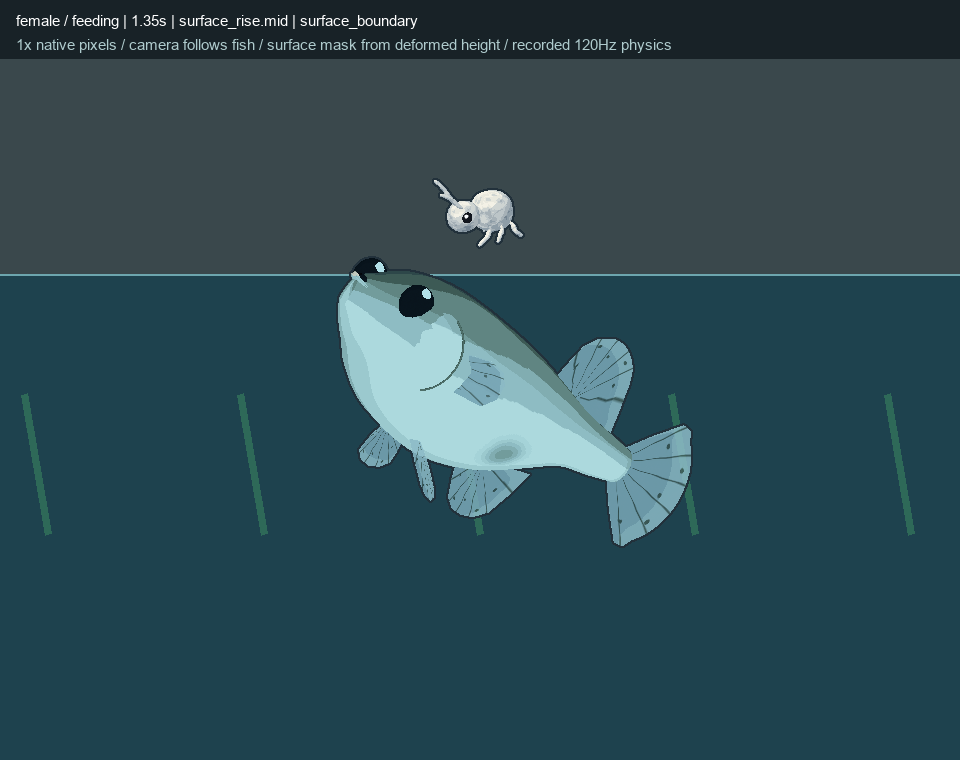 female / feeding | 1.35s | surface_rise.mid | surface_boundary
1x native pixels / camera follows fish / surface mask from deformed height / recorded 120Hz physics